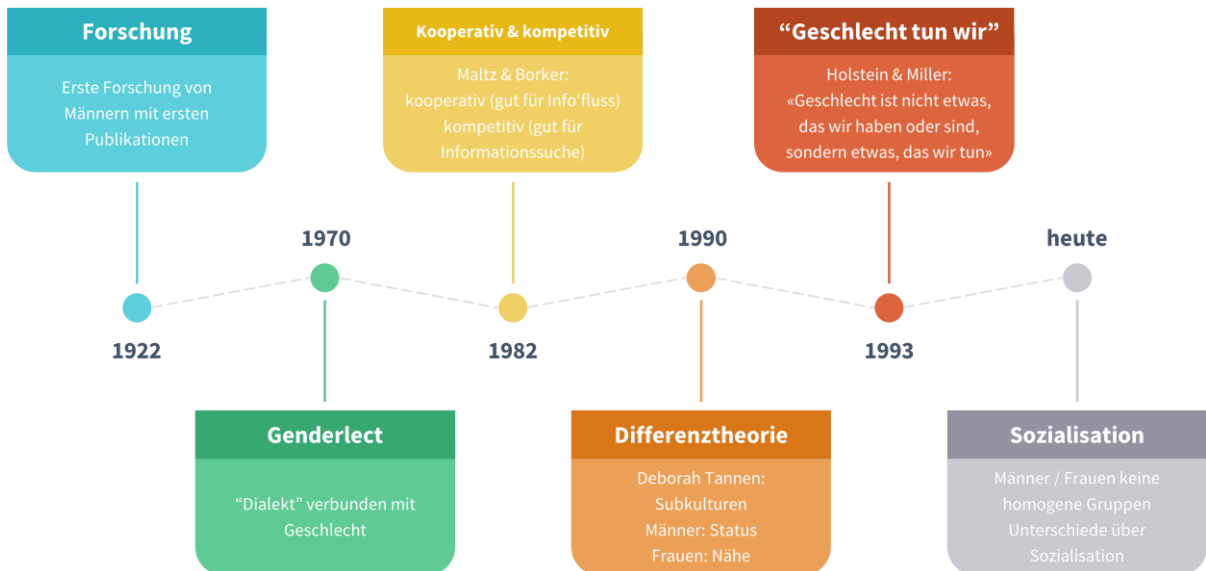 Forschung
Erste Forschung von
Männern mit ersten
Publikationen
1922
1970
Genderlect
“Dialekt” verbunden mit
Geschlecht
Kooperativ & kompetitiv
Maltz & Borker:
kooperativ (gut für Info‘fluss)
kompetitiv (gut für
Informationssuche)
1982
1990
Differenztheorie
Deborah Tannen:
Subkulturen
Männer: Status
Frauen: Nähe
“Geschlecht tun wir”
Holstein & Miller:
«Geschlecht ist nicht etwas,
das wir haben oder sind,
sondern etwas, das wir tun»
1993
heute
Sozialisation
Männer / Frauen keine
homogene Gruppen
Unterschiede über
Sozialisation